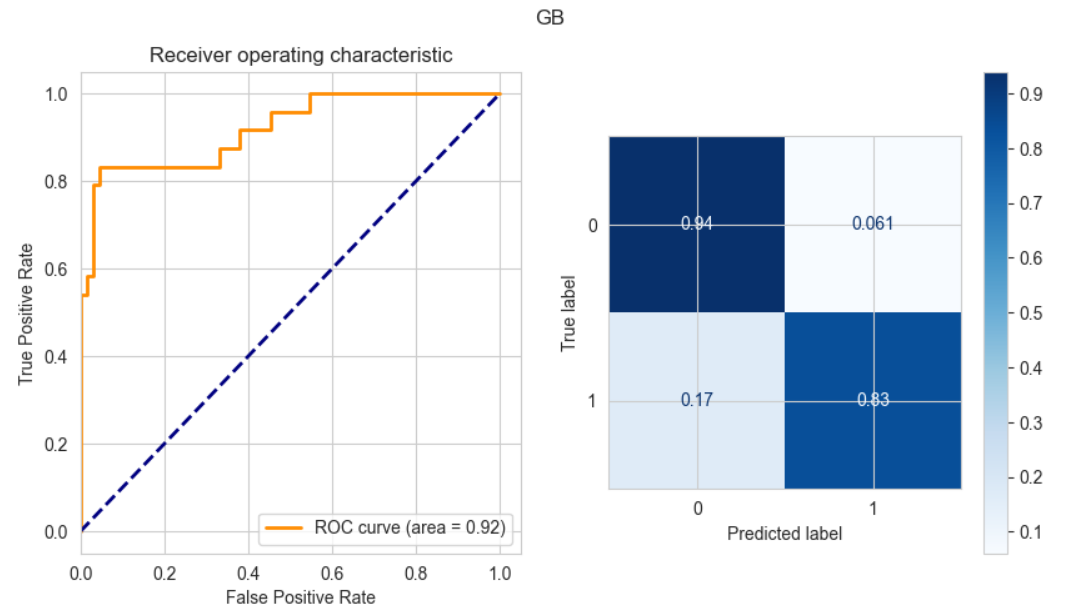 GB
Receiver operating characteristic
True Positive Rate
1.0
0.8
0.6
0.4
0.2
0.0
0.0 0.2 0.4 0.6 0.8 1.0
False Positive Rate
ROC curve (area = 0.92)
True label
0
1
0.94 0.061
0.17 0.83
0 1
Predicted label
0.9
0.8
0.7
0.6
0.5
0.4
0.3
0.2
0.1